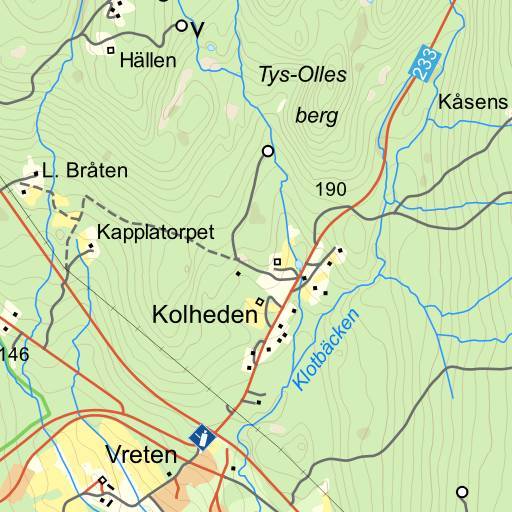 V
Hällen
Tys-Olles
berg
233
Kåsens
L. Bråten
190
Kapplatorpet
Kolheden
Klotbäcken
146
Vreten